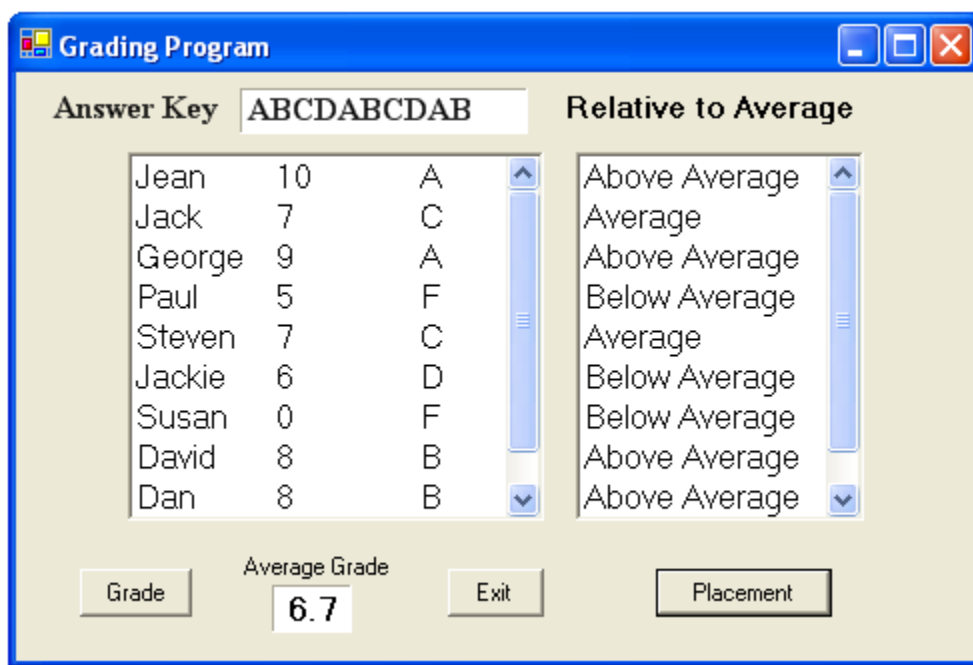 Grading Program
Answer Key ABCDABCDAB Relative to Average
Jean 10 A Above Average
Jack 7 C Average
George 9 A Above Average
Paul 5 F Below Average
Steven 7 C Average
Jackie 6 D Below Average
Susan 0 F Below Average
David 8 B Above Average
Dan 8 B Above Average
Average Grade
Grade 6.7 Exit Placement